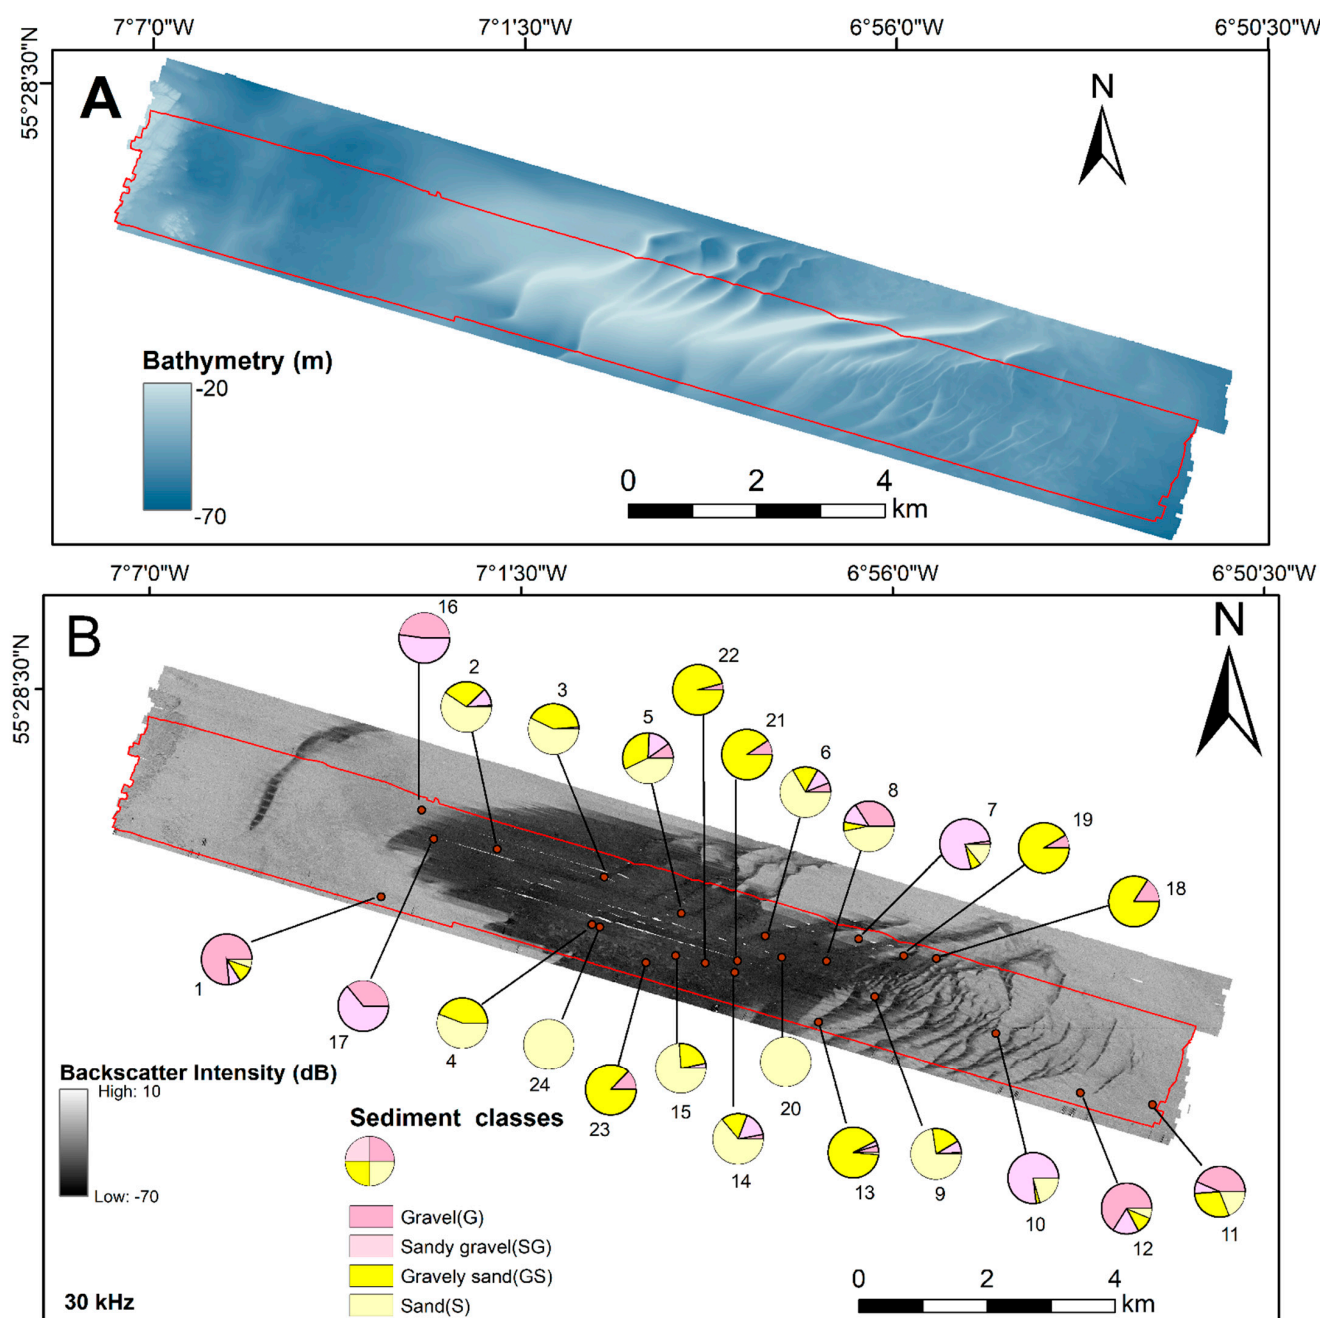 7°7'0"W 7°1'30"W 6°56'0"W 6°50'30"W
55°28'30"N
A
N
Bathymetry (m)
-20
-70
0 2 4
km
7°7'0"W 7°1'30"W 6°56'0"W 6°50'30"W
55°28'30"N
B
N
16
2
3
22
5
21
6
8
7
19
18
1
17
4
24
23
15
14
20
13
9
10
12
11
Backscatter Intensity (dB)
High: 10
Low: -70
Sediment classes
Gravel(G)
Sandy gravel(SG)
Gravely sand(GS)
Sand(S)
30 kHz
0 2 4
km